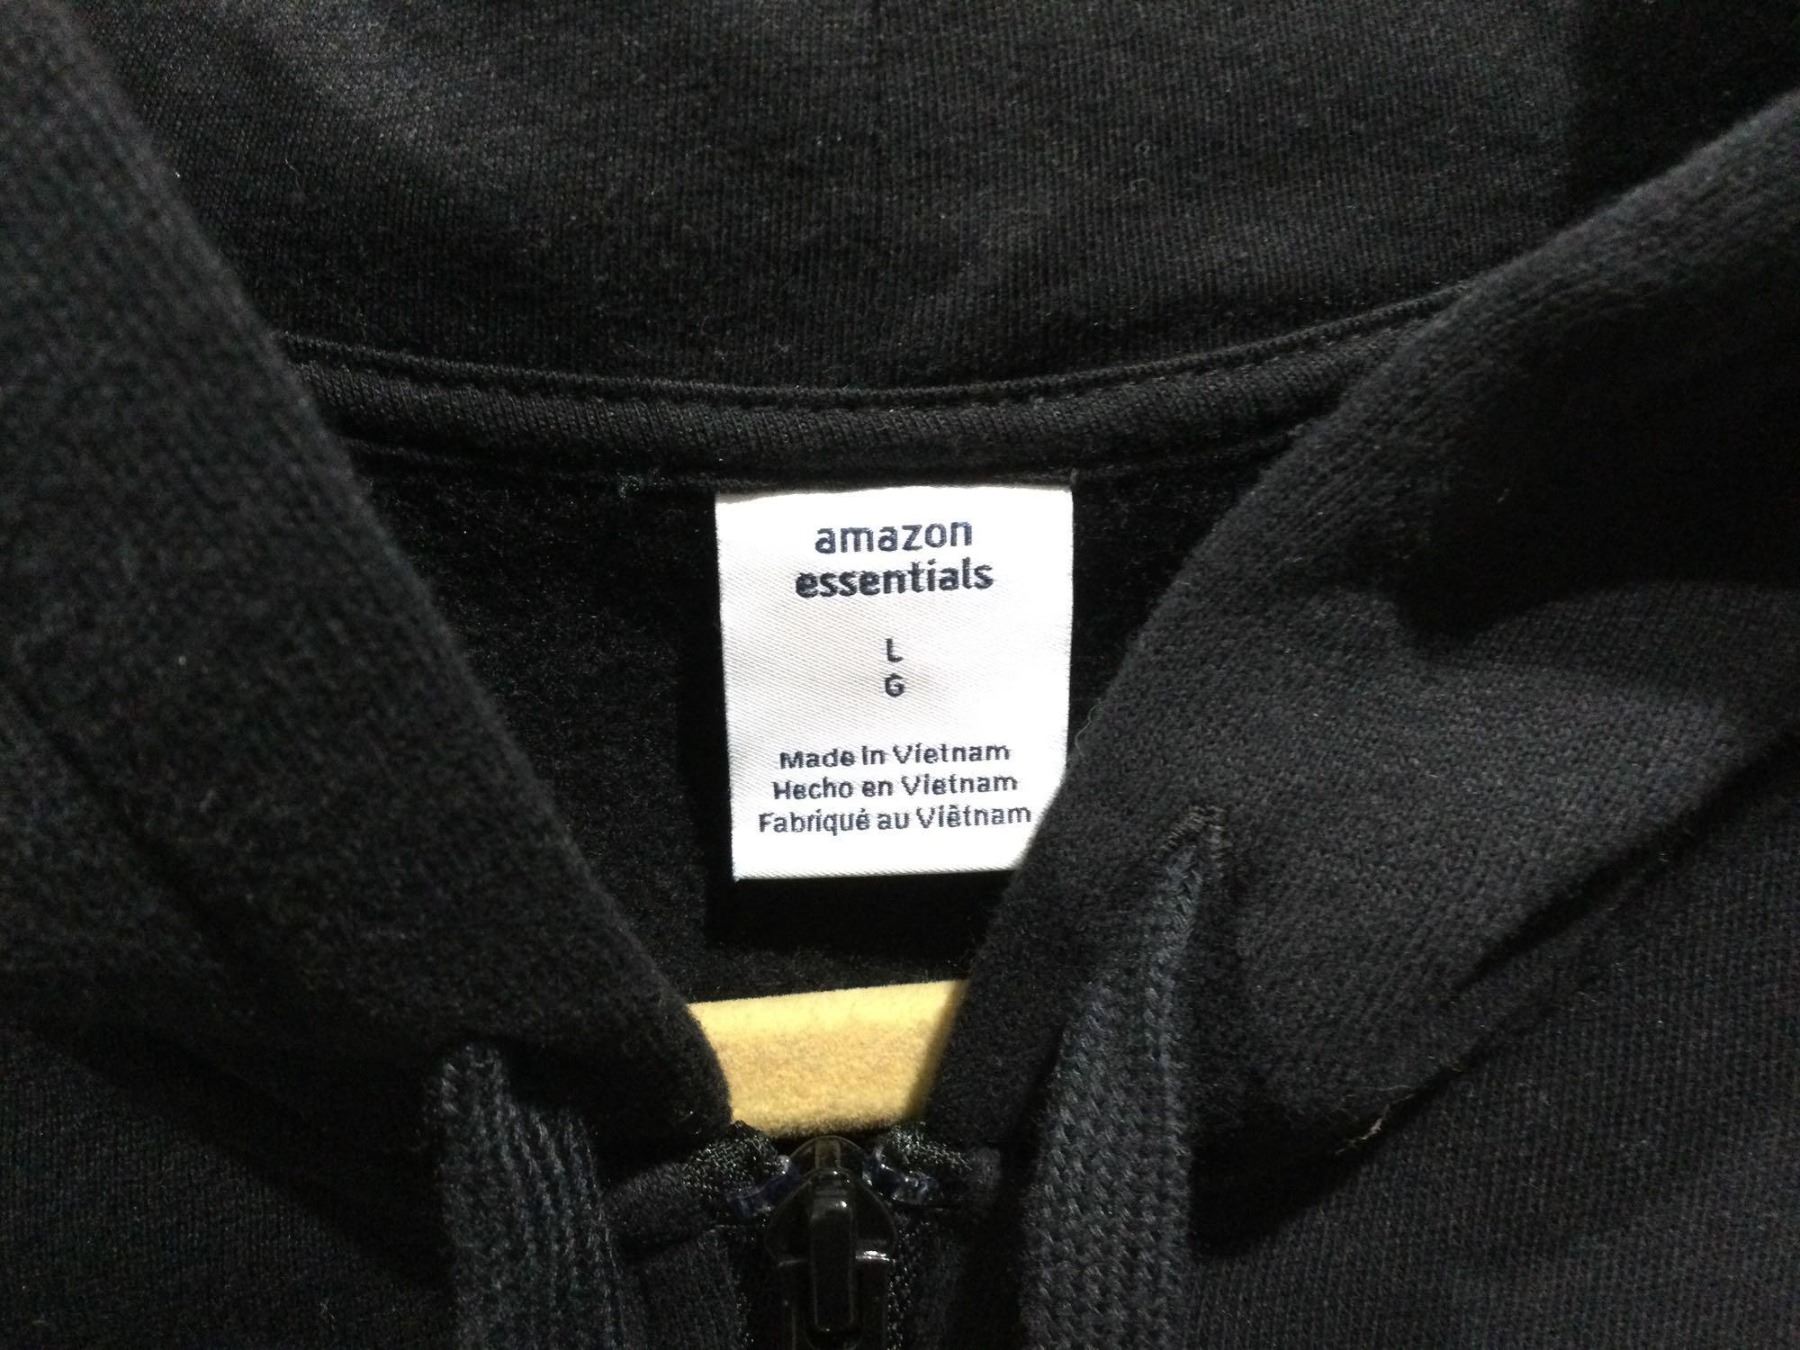 amazon
essentials
L
G
Made in Vietnam
Hecho en Vietnam
Fabriqué au Viêtnam